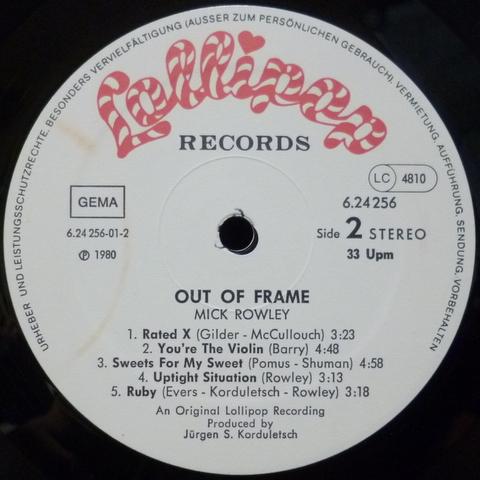 URHEBER- UND LEISTUNGSSCHUTZRECHTE. BESONDERS VERVIELFÄLTIGUNG (AUSSER ZUM PERSÖNLICHEN GEBRAUCH), VERMIETUNG, AUFFÜHRUNG, SENDUNG, VORBEHALTEN
Lollipop
RECORDS
LC 4810
GEMA
6.24 256
6.24 256-01-2
Side 2 STEREO
℗ 1980
33 Upm
OUT OF FRAME
MICK ROWLEY
1. Rated X (Gilder - McCullouch) 3:23
2. You're The Violin (Barry) 4:48
3. Sweets For My Sweet (Pomus - Shuman) 4:58
4. Uptight Situation (Rowley) 3:13
5. Ruby (Evers - Korduletsch - Rowley) 3:18
An Original Lollipop Recording
Produced by
Jürgen S. Korduletsch